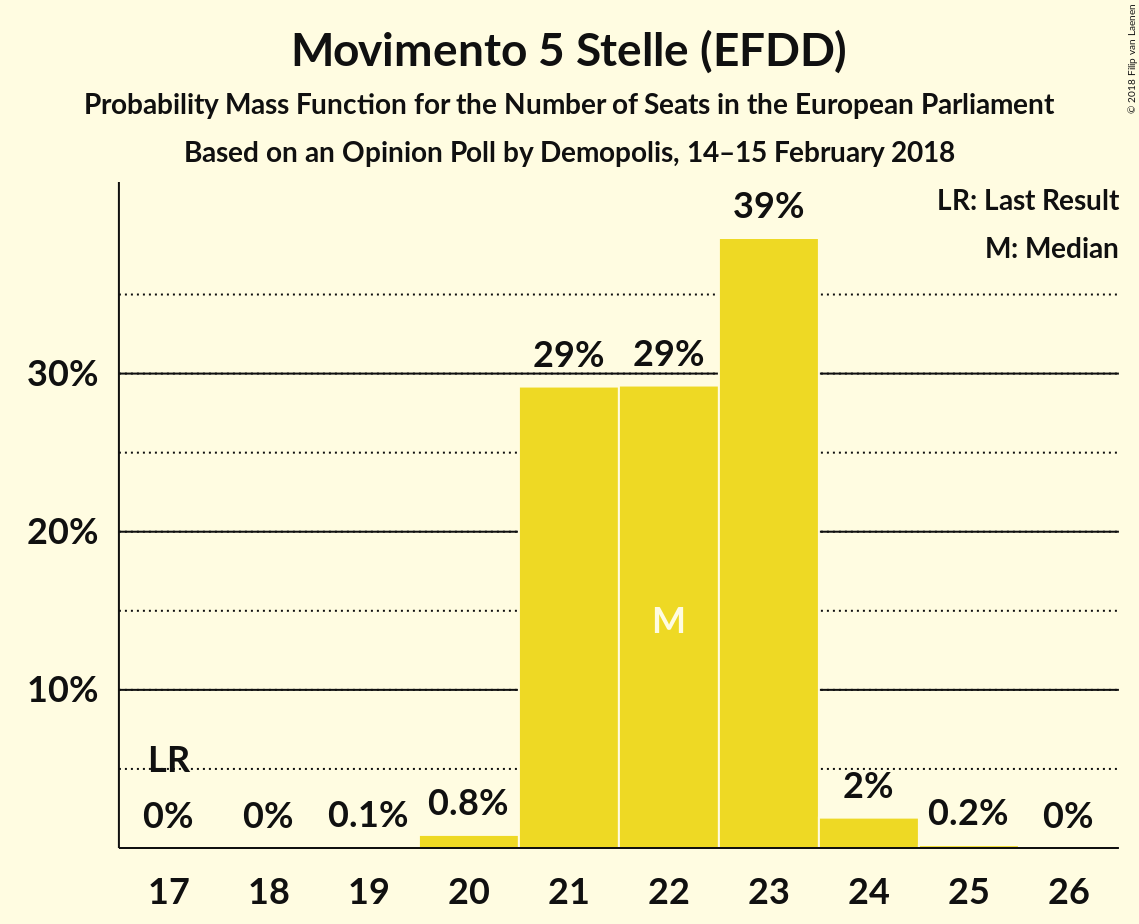 Movimento 5 Stelle (EFDD)
Probability Mass Function for the Number of Seats in the European Parliament
Based on an Opinion Poll by Demopolis, 14–15 February 2018
© 2018 Filip van Laenen
LR: Last Result
M: Median
39%
29% 29%
30%
20%
M
10%
LR
0% 0% 0.1% 0.8% 2% 0.2% 0%
17 18 19 20 21 22 23 24 25 26